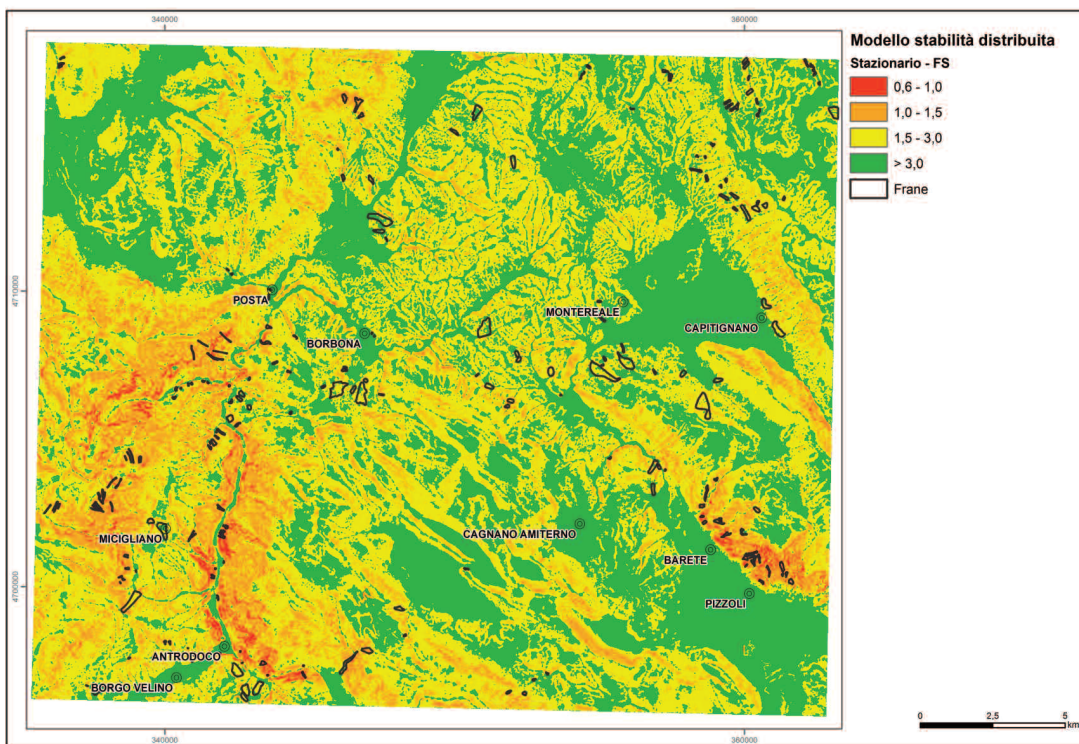 340000
360000
Modello stabilità distribuita
Stazionario - FS
0,6 - 1,0
1,0 - 1,5
1,5 - 3,0
> 3,0
Frane
4710000
POSTA
MONTEREALE
CAPITIGNANO
BORBONA
CAGNANO AMITERNO
MICIGLIANO
BARETE
4700000
PIZZOLI
ANTRODOCO
BORGO VELINO
0
2,5
5
km
340000
360000